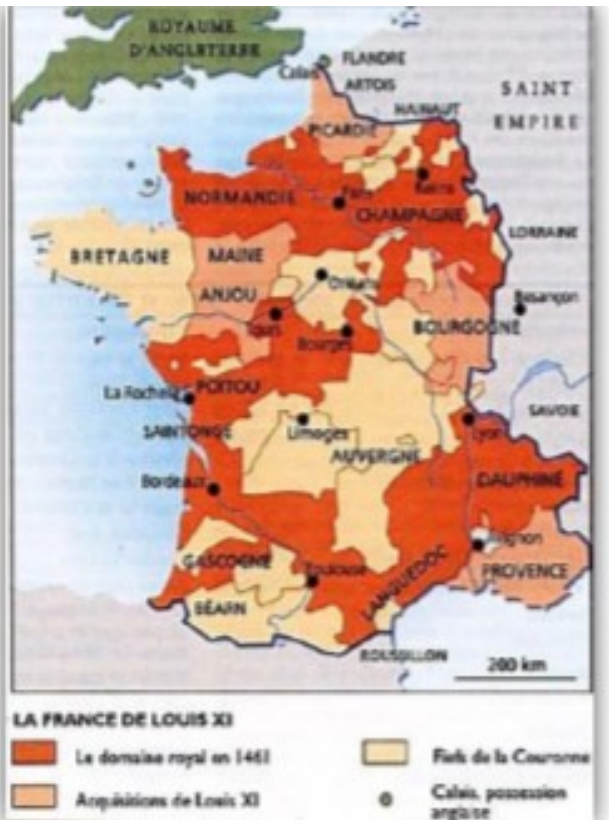 ROYAUME
D'ANGLETERRE
FLANDRE
Calais
ARTOIS
SAINT
EMPIRE
HAINAUT
PICARDIE
Reims
NORMANDIE
Paris
CHAMPAGNE
LORRAINE
BRETAGNE
MAINE
Orléans
ANJOU
Besançon
Tours
BOURGOGNE
Bourges
La Rochelle
POITOU
SAVOIE
SAINTONGE
Limoges
Lyon
AUVERGNE
Bordeaux
DAUPHINÉ
Avignon
GASCOGNE
Toulouse
LANGUEDOC
PROVENCE
BÉARN
ROUSSILLON
200 km
LA FRANCE DE LOUIS XI
Le domaine royal en 1461
Fiefs de la Couronne
Acquisitions de Louis XI
Calais, possession
anglaise